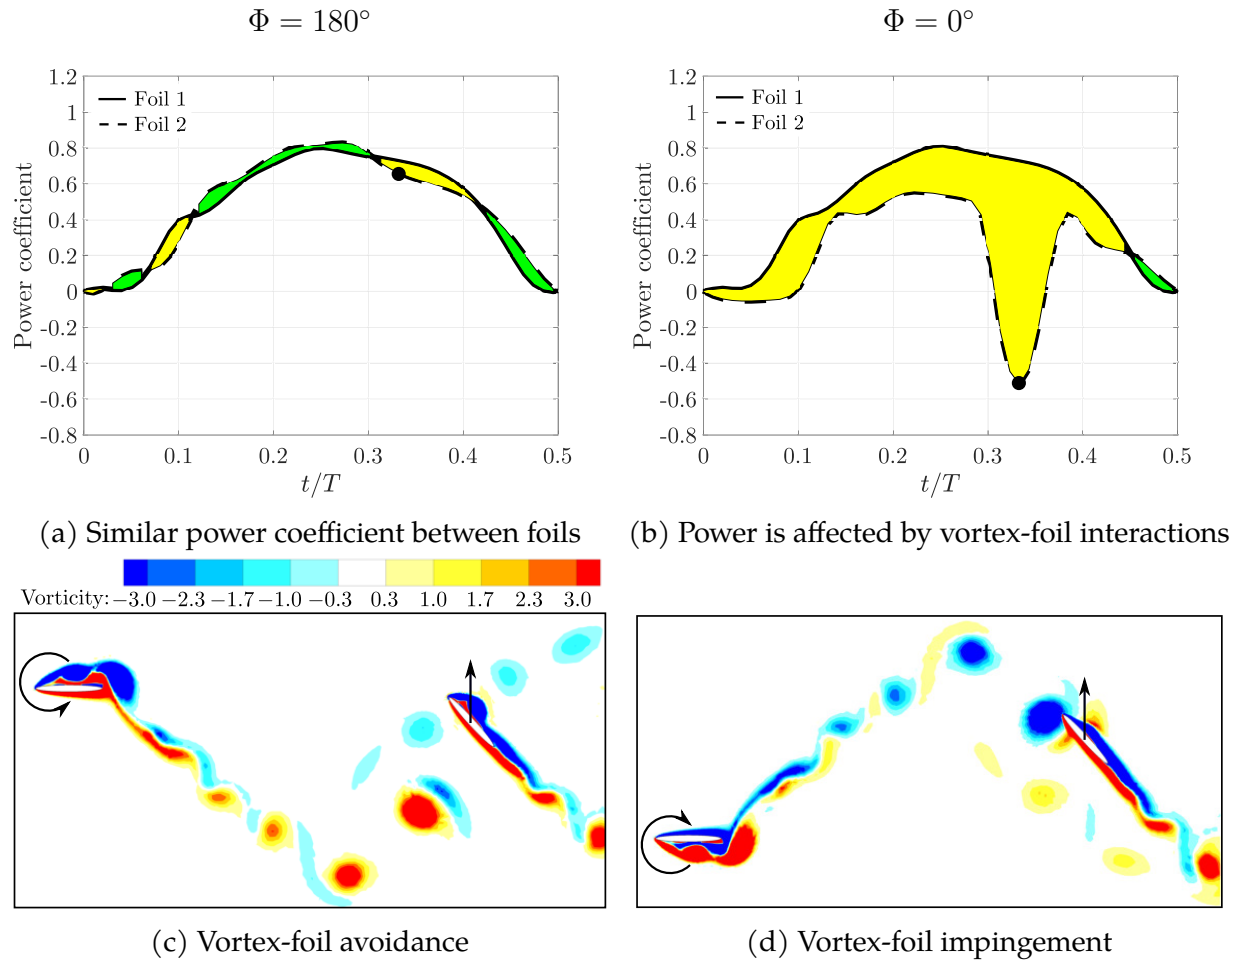 Φ = 180°
Φ = 0°
1.2
1
0.8
0.6
0.4
0.2
0
-0.2
-0.4
-0.6
-0.8
Power coefficient
Foil 1
Foil 2
0 0.1 0.2 0.3 0.4 0.5
t/T
1.2
1
0.8
0.6
0.4
0.2
0
-0.2
-0.4
-0.6
-0.8
Power coefficient
Foil 1
Foil 2
0 0.1 0.2 0.3 0.4 0.5
t/T
(a) Similar power coefficient between foils
(b) Power is affected by vortex-foil interactions
Vorticity: −3.0 −2.3 −1.7 −1.0 −0.3 0.3 1.0 1.7 2.3 3.0
(c) Vortex-foil avoidance
(d) Vortex-foil impingement